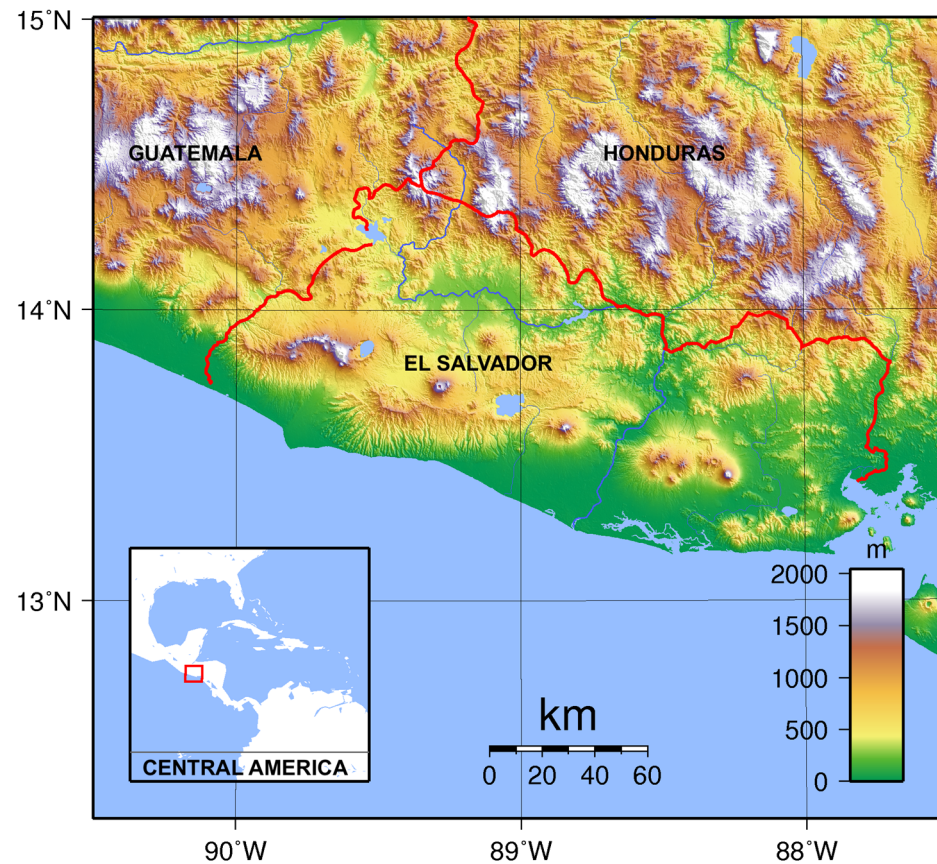 15°N
GUATEMALA
HONDURAS
14°N
EL SALVADOR
m
2000
1500
1000
500
0
13°N
km
0 20 40 60
CENTRAL AMERICA
90°W 89°W 88°W